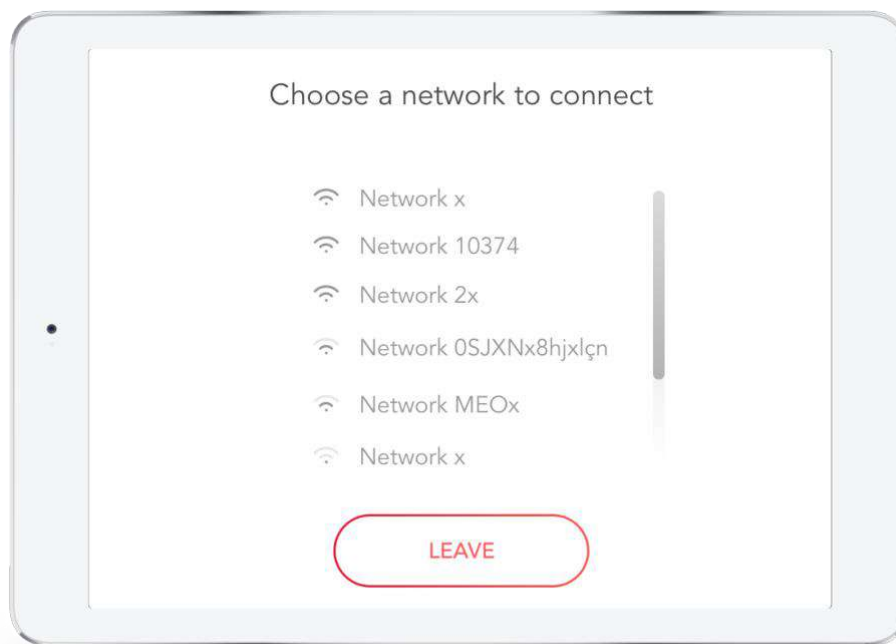 Choose a network to connect
Network x
Network 10374
Network 2x
Network 0SJXNx8hjxlçn
Network MEOx
Network x
LEAVE